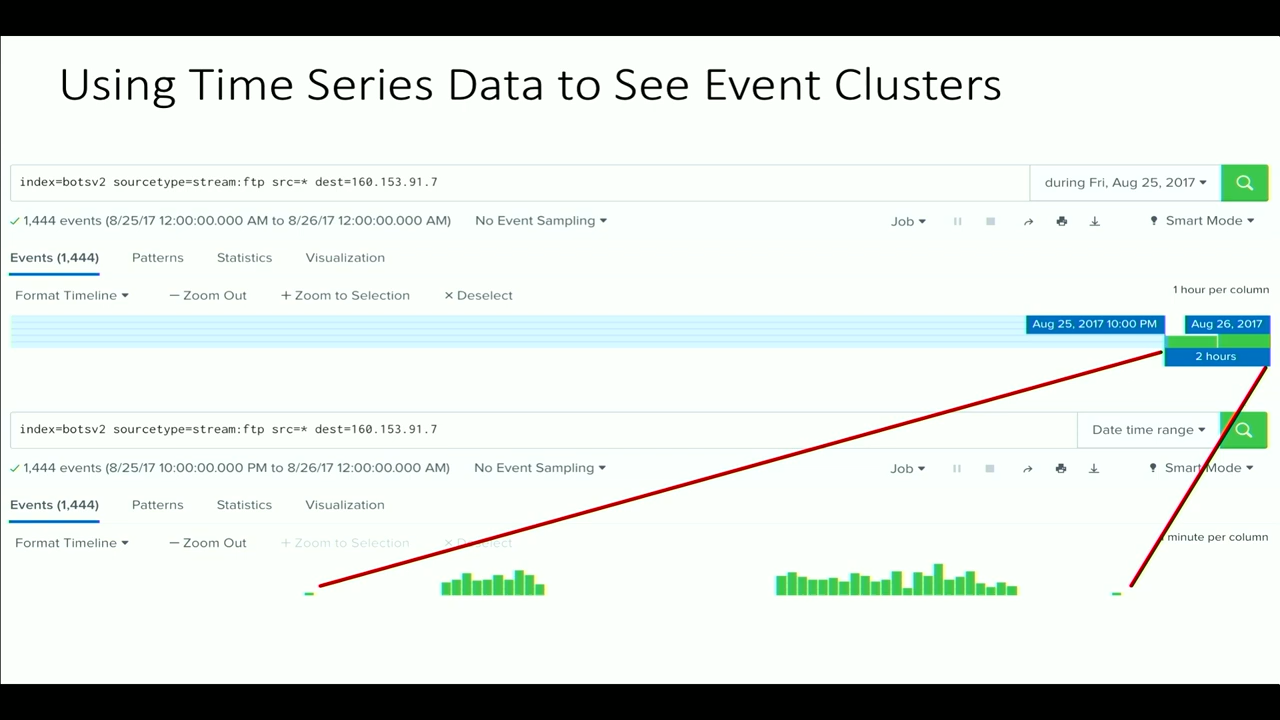 Using Time Series Data to See Event Clusters
index=botsv2 sourcetype=stream:ftp src=* dest=160.153.91.7
during Fri, Aug 25, 2017
1,444 events (8/25/17 12:00:00.000 AM to 8/26/17 12:00:00.000 AM)
No Event Sampling
Job
Smart Mode
Events (1,444)
Patterns
Statistics
Visualization
Format Timeline
— Zoom Out
+ Zoom to Selection
× Deselect
1 hour per column
Aug 25, 2017 10:00 PM
Aug 26, 2017
2 hours
index=botsv2 sourcetype=stream:ftp src=* dest=160.153.91.7
Date time range
1,444 events (8/25/17 10:00:00.000 PM to 8/26/17 12:00:00.000 AM)
No Event Sampling
Job
Smart Mode
Events (1,444)
Patterns
Statistics
Visualization
Format Timeline
— Zoom Out
+ Zoom to Selection
× Deselect
minute per column